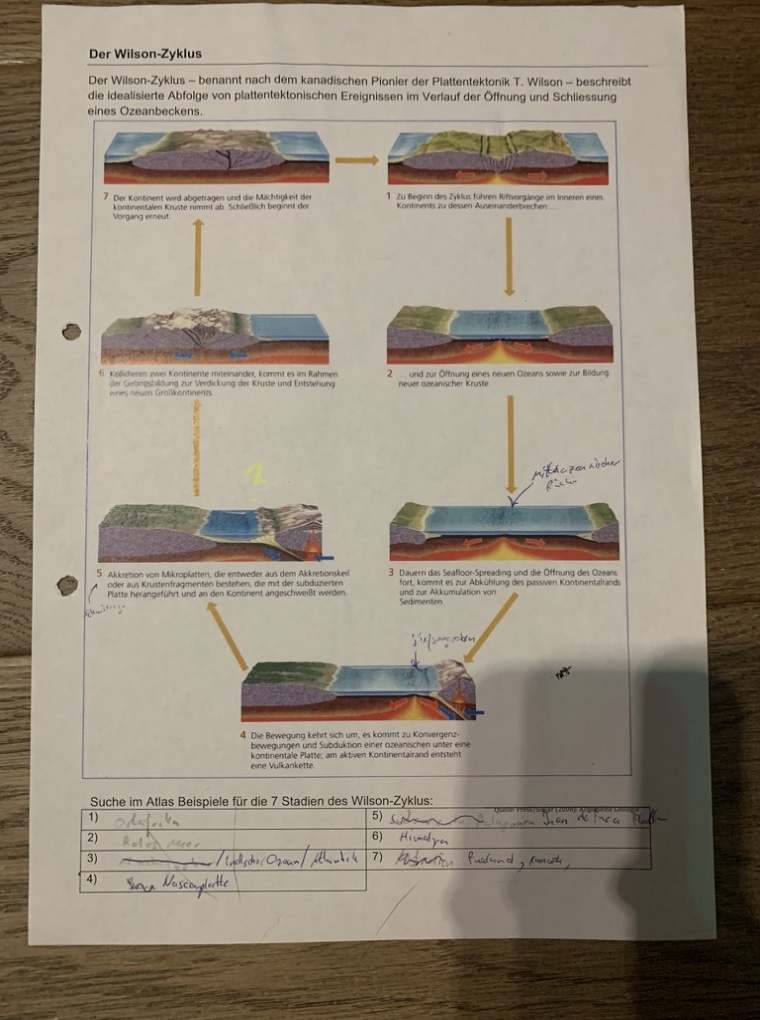 Der Wilson-Zyklus
Der Wilson-Zyklus – benannt nach dem kanadischen Pionier der Plattentektonik T. Wilson – beschreibt
die idealisierte Abfolge von plattentektonischen Ereignissen im Verlauf der Öffnung und Schliessung
eines Ozeanbeckens.
7 Der Kontinent wird abgetragen und die Mächtigkeit der
kontinentalen Kruste nimmt ab. Schließlich beginnt der
Vorgang erneut.
1 Zu Beginn des Zyklus führen Riftvorgänge im Inneren eines
Kontinents zu dessen Auseinanderbrechen ...
6 Kollidieren zwei Kontinente miteinander, kommt es im Rahmen
der Gebirgsbildung zur Verdickung der Kruste und Entstehung
eines neuen Großkontinents.
2 ... und zur Öffnung eines neuen Ozeans sowie zur Bildung
neuer ozeanischer Kruste.
?
mittelozeanischer
Rücken
5 Akkretion von Mikroplatten, die entweder aus dem Akkretionskeil
oder aus Krustenfragmenten bestehen, die mit der subduzierten
Platte herangeführt und an den Kontinent angeschweißt werden.
3 Dauern das Seafloor-Spreading und die Öffnung des Ozeans
fort, kommt es zur Abkühlung des passiven Kontinentalrands
und zur Akkumulation von
Sedimenten.
Tiefseegraben
4 Die Bewegung kehrt sich um, es kommt zu Konvergenz-
bewegungen und Subduktion einer ozeanischen unter eine
kontinentale Platte; am aktiven Kontinentalrand entsteht
eine Vulkankette.
Suche im Atlas Beispiele für die 7 Stadien des Wilson-Zyklus:
1) Ostafrika
2) Rotes Meer
3) / Indischer Ozean / Atlantik
4) Nazcaplatte
5) Juan de Fuca Platte
6) Himalaya
7) Russland,